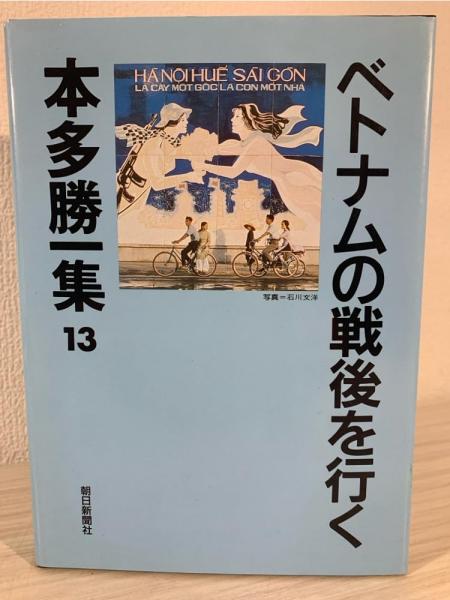 ベトナムの戦後を行く
HÀ NỘI HUẾ SÀI GÒN
LÀ CÂY MỘT GỐC LÀ CON MỘT NHÀ
写真=石川文洋
本多勝一集
13
朝日新聞社